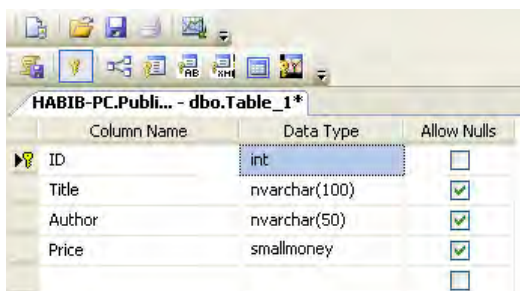 HABIB-PC.Publi... - dbo.Table_1*
Column Name Data Type Allow Nulls
ID int
Title nvarchar(100)
Author nvarchar(50)
Price smallmoney